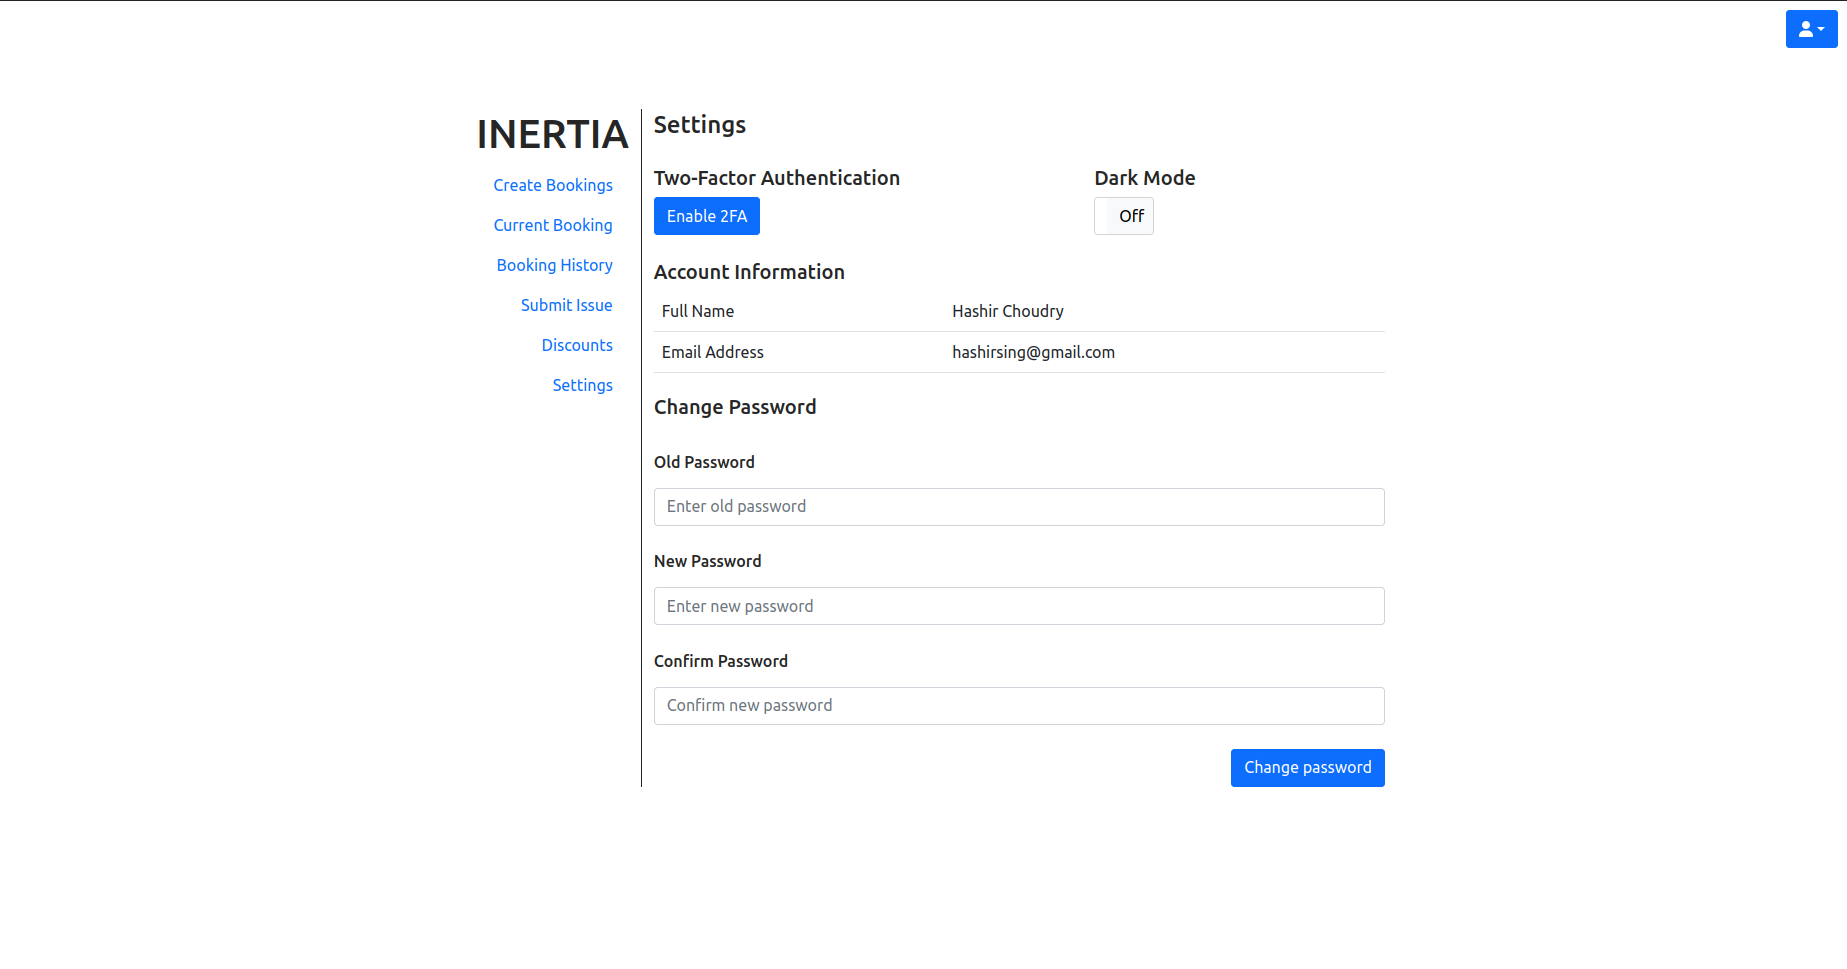 INERTIA
Create Bookings
Current Booking
Booking History
Submit Issue
Discounts
Settings
Settings
Two-Factor Authentication
Enable 2FA
Dark Mode
Off
Account Information
Full Name Hashir Choudry
Email Address hashirsing@gmail.com
Change Password
Old Password
Enter old password
New Password
Enter new password
Confirm Password
Confirm new password
Change password